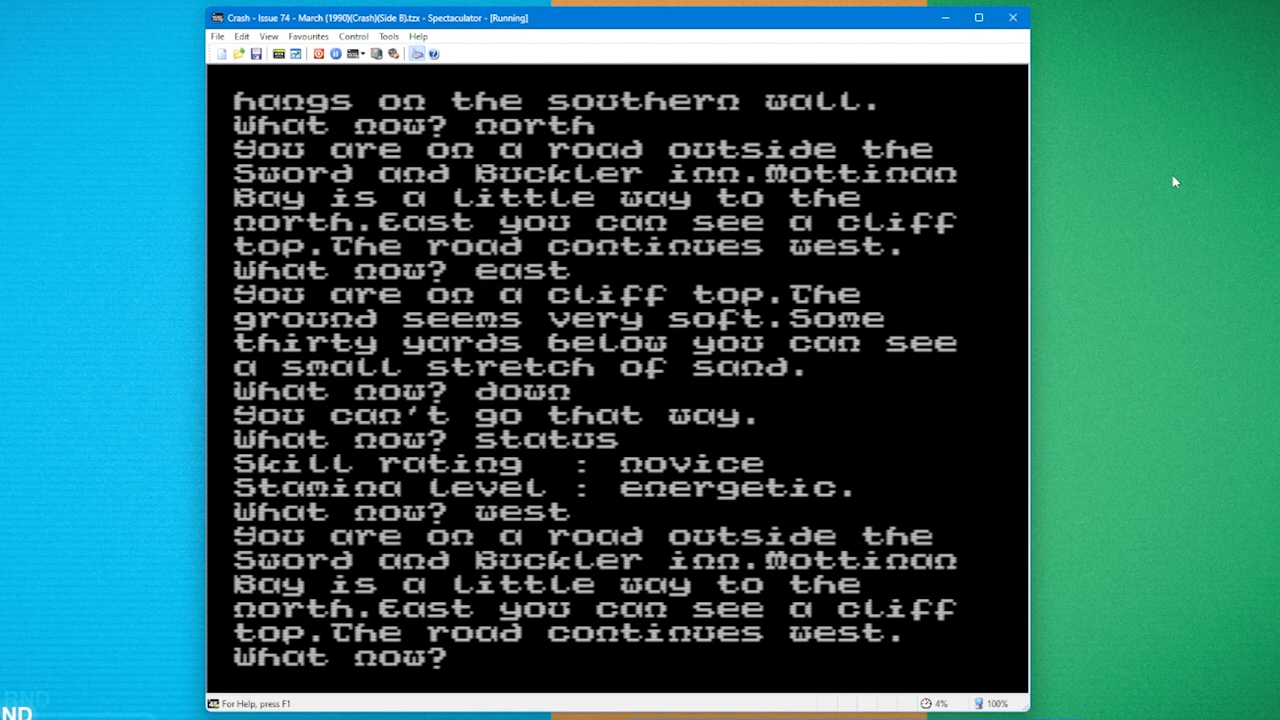 Crash - Issue 74 - March (1990)(Crash)(Side B).tzx - Spectaculator - [Running]
File Edit View Favourites Control Tools Help
hangs on the southern wall.
What now? north
You are on a road outside the
Sword and Buckler inn.Mottinan
Bay is a little way to the
north.East you can see a cliff
top.The road continues west.
What now? east
You are on a cliff top.The
ground seems very soft.Some
thirty yards below you can see
a small stretch of sand.
What now? down
You can't go that way.
What now? status
Skill rating : novice
Stamina level : energetic.
What now? west
You are on a road outside the
Sword and Buckler inn.Mottinan
Bay is a little way to the
north.East you can see a cliff
top.The road continues west.
What now?
For Help, press F1 4% 100%
RND
ND